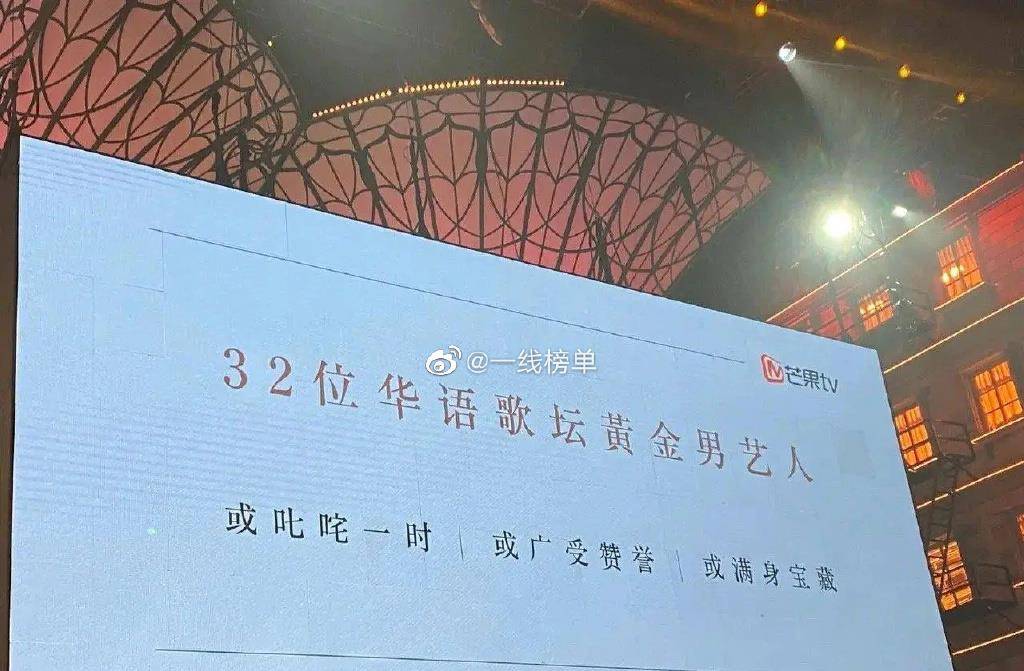 @一线榜单
芒果tv
32位华语歌坛黄金男艺人
或叱咤一时 | 或广受赞誉 | 或满身宝藏